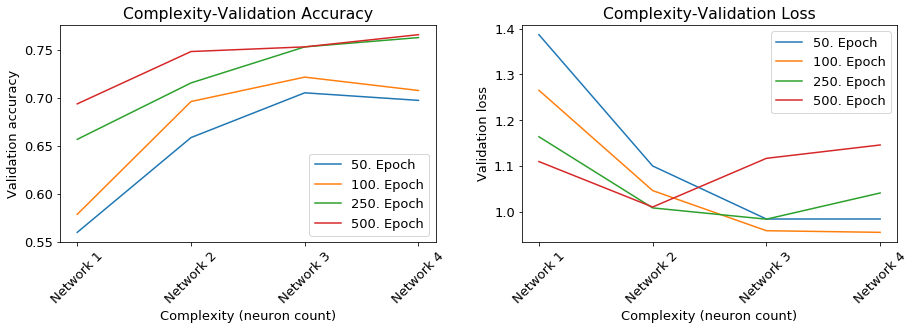 Complexity-Validation Accuracy
Validation accuracy
0.75
0.70
0.65
0.60
0.55
50. Epoch
100. Epoch
250. Epoch
500. Epoch
Network 1
Network 2
Network 3
Network 4
Complexity (neuron count)
Complexity-Validation Loss
Validation loss
1.4
1.3
1.2
1.1
1.0
50. Epoch
100. Epoch
250. Epoch
500. Epoch
Network 1
Network 2
Network 3
Network 4
Complexity (neuron count)